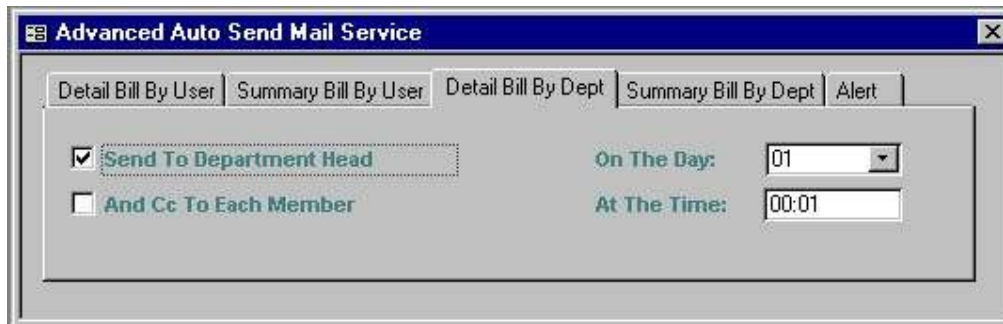 Advanced Auto Send Mail Service
Detail Bill By User Summary Bill By User Detail Bill By Dept Summary Bill By Dept Alert
Send To Department Head On The Day: 01
And Cc To Each Member At The Time: 00:01